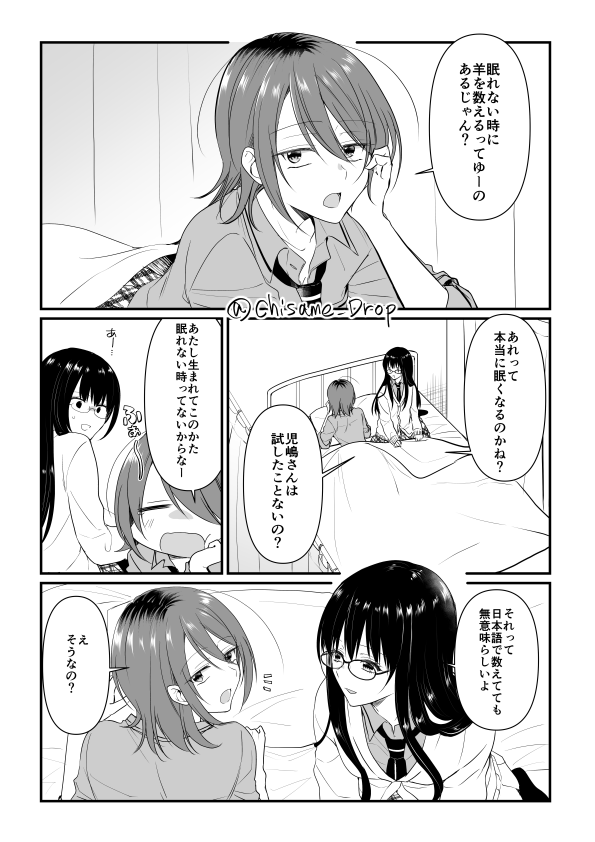 眠れない時に
羊を数えるってゆーの
あるじゃん？
@Chisame_Drop
あれって
本当に眠くなるのかね？
児嶋さんは
試したことないの？
あたし生まれてこのかた
眠れない時ってないからなー
ふぁ〜
あー…
それって
日本語で数えてても
無意味らしいよ
え
そうなの？